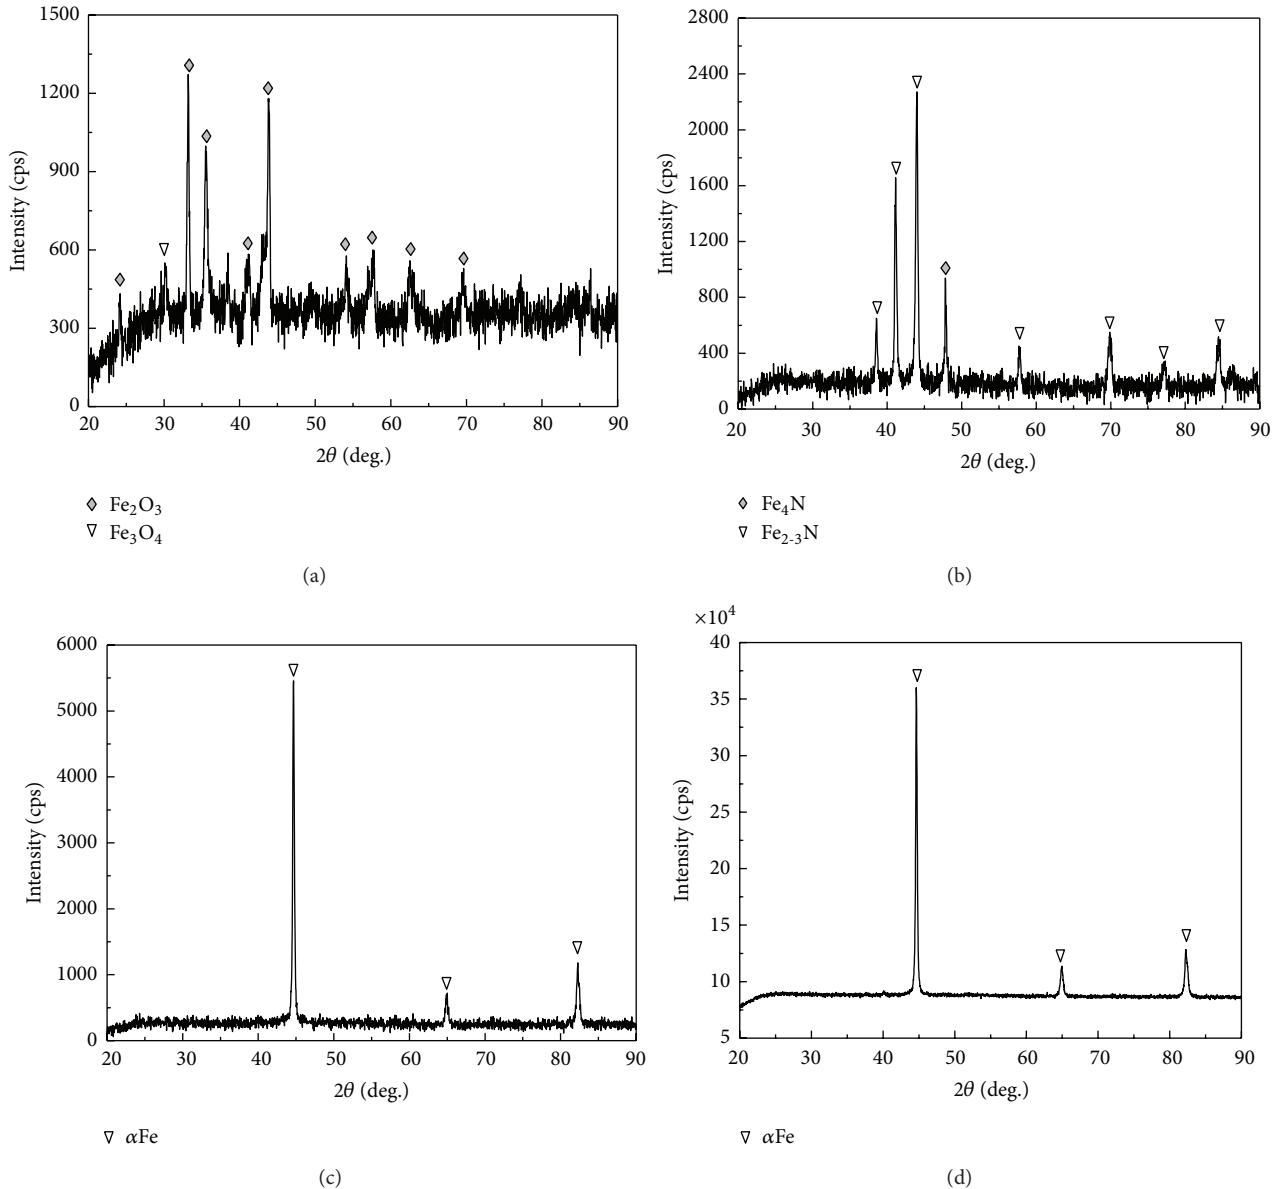 1500
1200
900
600
300
0
Intensity (cps)
20 30 40 50 60 70 80 90
2θ (deg.)
Fe₂O₃
Fe₃O₄
(a)
2800
2400
2000
1600
1200
800
400
0
Intensity (cps)
20 30 40 50 60 70 80 90
2θ (deg.)
Fe₄N
Fe₂₋₃N
(b)
6000
5000
4000
3000
2000
1000
0
Intensity (cps)
20 30 40 50 60 70 80 90
2θ (deg.)
αFe
(c)
×10⁴
40
35
30
25
20
15
10
5
Intensity (cps)
20 30 40 50 60 70 80 90
2θ (deg.)
αFe
(d)